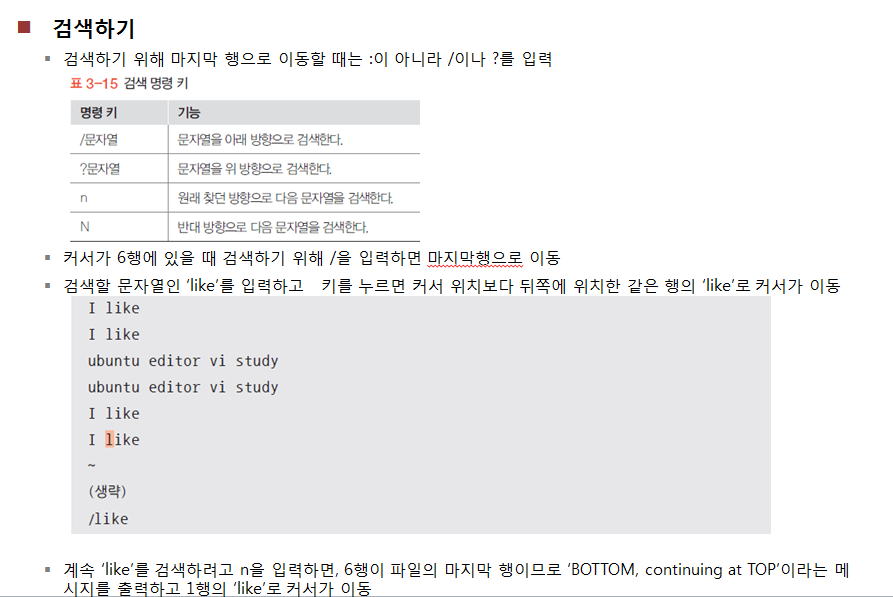 검색하기
검색하기 위해 마지막 행으로 이동할 때는 :이 아니라 /이나 ?를 입력
표 3-15 검색 명령 키
명령 키 기능
/문자열 문자열을 아래 방향으로 검색한다.
?문자열 문자열을 위 방향으로 검색한다.
n 원래 찾던 방향으로 다음 문자열을 검색한다.
N 반대 방향으로 다음 문자열을 검색한다.
커서가 6행에 있을 때 검색하기 위해 /을 입력하면 마지막행으로 이동
검색할 문자열인 ‘like’를 입력하고 키를 누르면 커서 위치보다 뒤쪽에 위치한 같은 행의 ‘like’로 커서가 이동
I like
I like
ubuntu editor vi study
ubuntu editor vi study
I like
I like
~
(생략)
/like
계속 ‘like’를 검색하려고 n을 입력하면, 6행이 파일의 마지막 행이므로 ‘BOTTOM, continuing at TOP’이라는 메
시지를 출력하고 1행의 ‘like’로 커서가 이동